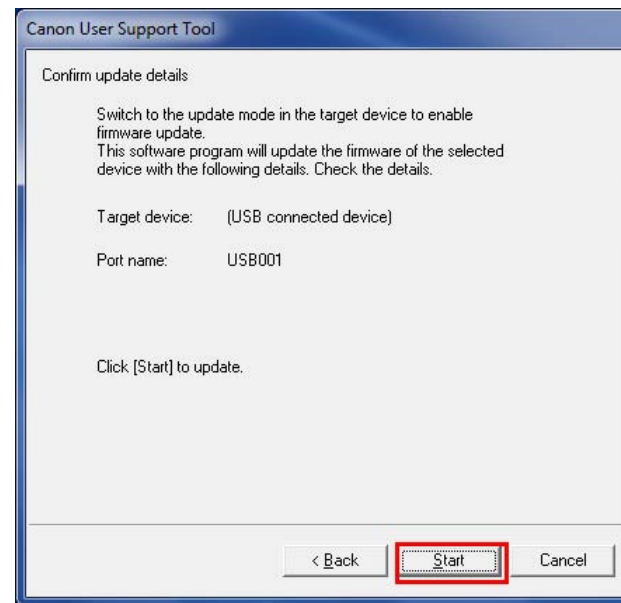 Canon User Support Tool
Confirm update details
Switch to the update mode in the target device to enable
firmware update.
This software program will update the firmware of the selected
device with the following details. Check the details.
Target device: (USB connected device)
Port name: USB001
Click [Start] to update.
< Back Start Cancel